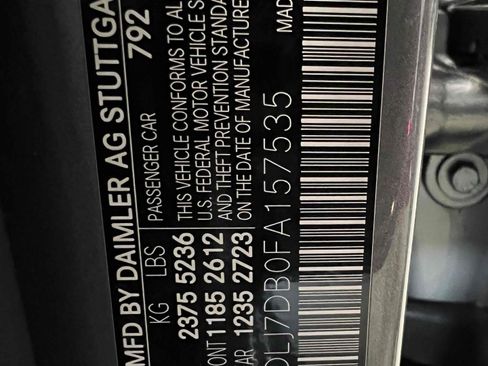 MFD BY DAIMLER AG STUTTGA
792
KG LBS PASSENGER CAR
2375 5236 THIS VEHICLE CONFORMS TO AL
U.S. FEDERAL MOTOR VEHICLE S
ONT 1185 2612 AND THEFT PREVENTION STANDA
AR 1235 2723 ON THE DATE OF MANUFACTURE
MAD
LJ7DB0FA157535